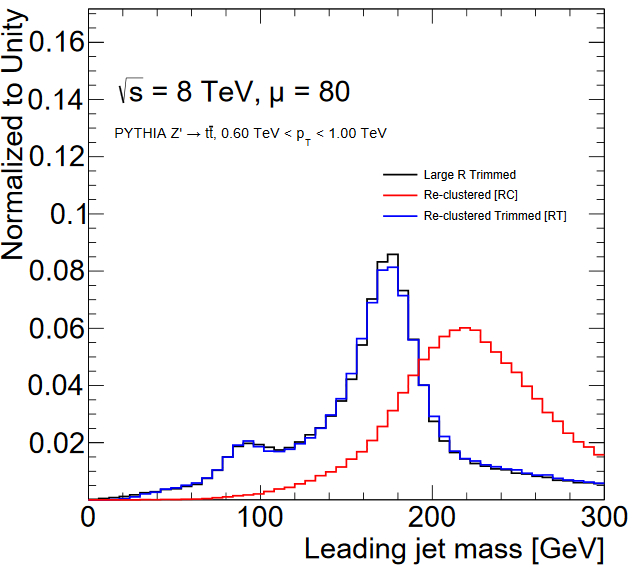 Normalized to Unity
0.16
0.14
0.12
0.1
0.08
0.06
0.04
0.02
√s = 8 TeV, μ = 80
PYTHIA Z' → tt̄, 0.60 TeV < pT < 1.00 TeV
Large R Trimmed
Re-clustered [RC]
Re-clustered Trimmed [RT]
0 100 200 300
Leading jet mass [GeV]